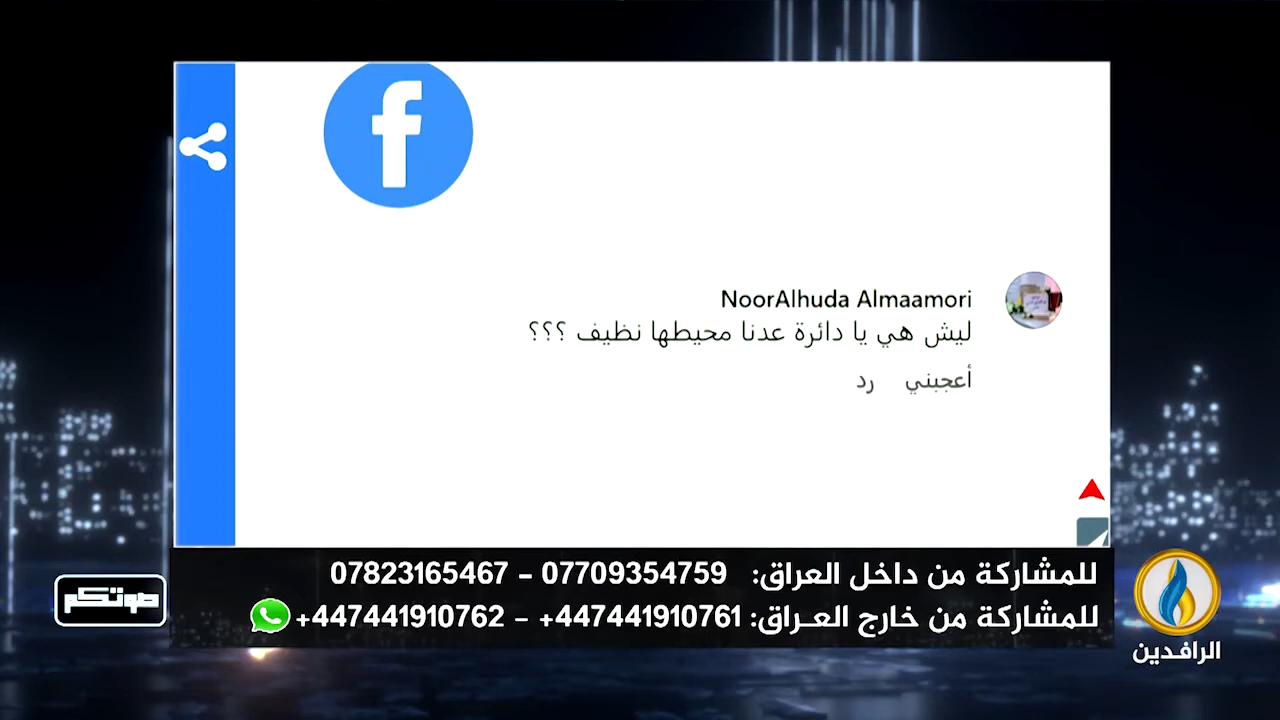 NoorAlhuda Almaamori
ليش هي يا دائرة عدنا محيطها نظيف ؟؟؟
أعجبني رد
للمشاركة من داخل العراق: 07709354759 - 07823165467
للمشاركة من خارج العـراق: 447441910761+ - 447441910762+
صوتكم
الرافدين